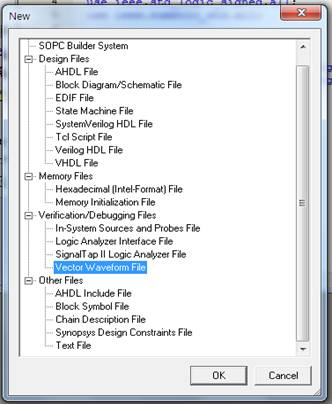 New
SOPC Builder System
Design Files
AHDL File
Block Diagram/Schematic File
EDIF File
State Machine File
SystemVerilog HDL File
Tcl Script File
Verilog HDL File
VHDL File
Memory Files
Hexadecimal (Intel-Format) File
Memory Initialization File
Verification/Debugging Files
In-System Sources and Probes File
Logic Analyzer Interface File
SignalTap II Logic Analyzer File
Vector Waveform File
Other Files
AHDL Include File
Block Symbol File
Chain Description File
Synopsys Design Constraints File
Text File
OK Cancel